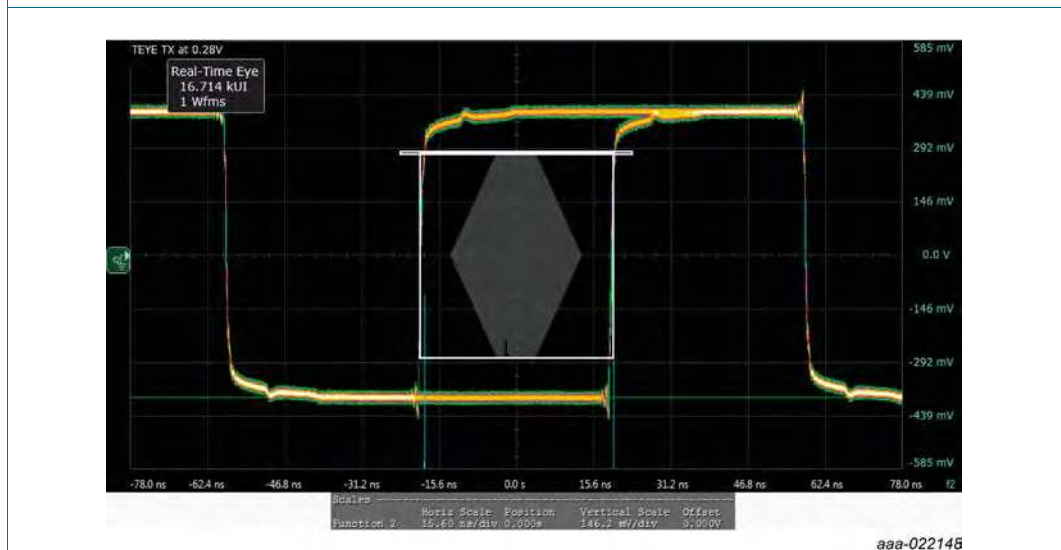 TEYE TX at 0.28V
Real-Time Eye
16.714 kUI
1 Wfms
585 mV
439 mV
292 mV
146 mV
0.0 V
-146 mV
-292 mV
-439 mV
-585 mV
-78.0 ns -62.4 ns -46.8 ns -31.2 ns -15.6 ns 0.0 s 15.6 ns 31.2 ns 46.8 ns 62.4 ns 78.0 ns f2
Scales
Horiz Scale Position Vertical Scale Offset
Function 2 15.60 ns/div 0.000s 146.2 mV/div 0.000V
aaa-022148